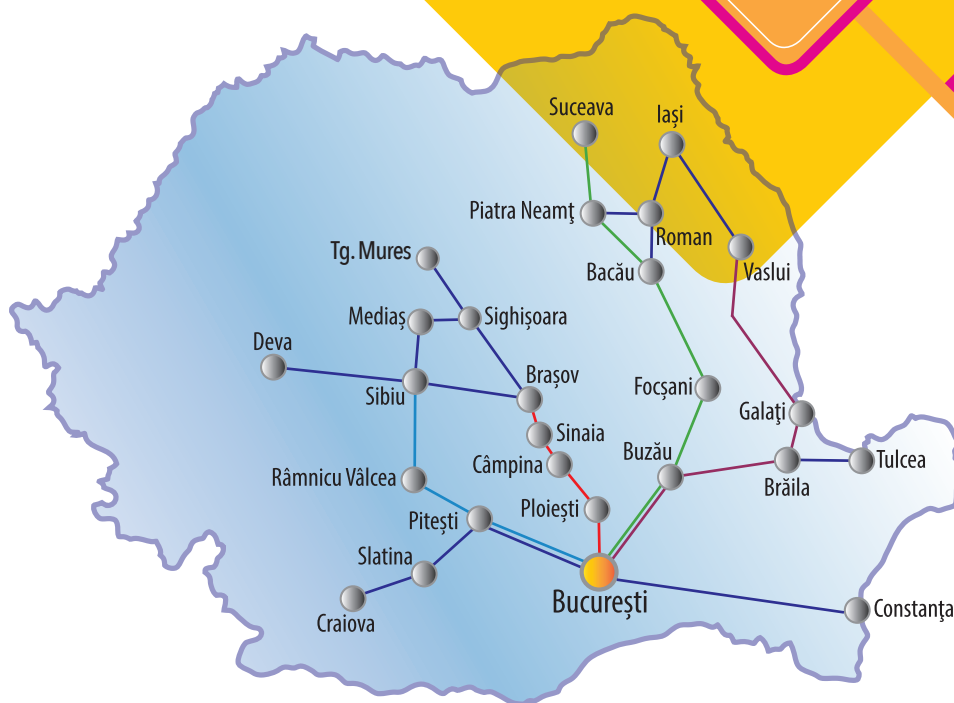 Suceava
Iași
Piatra Neamţ
Roman
Tg. Mures
Bacău
Vaslui
Mediaș
Sighișoara
Deva
Brașov
Sibiu
Focșani
Galaţi
Sinaia
Buzău
Câmpina
Tulcea
Râmnicu Vâlcea
Brăila
Ploiești
Pitești
Slatina
București
Constanţa
Craiova